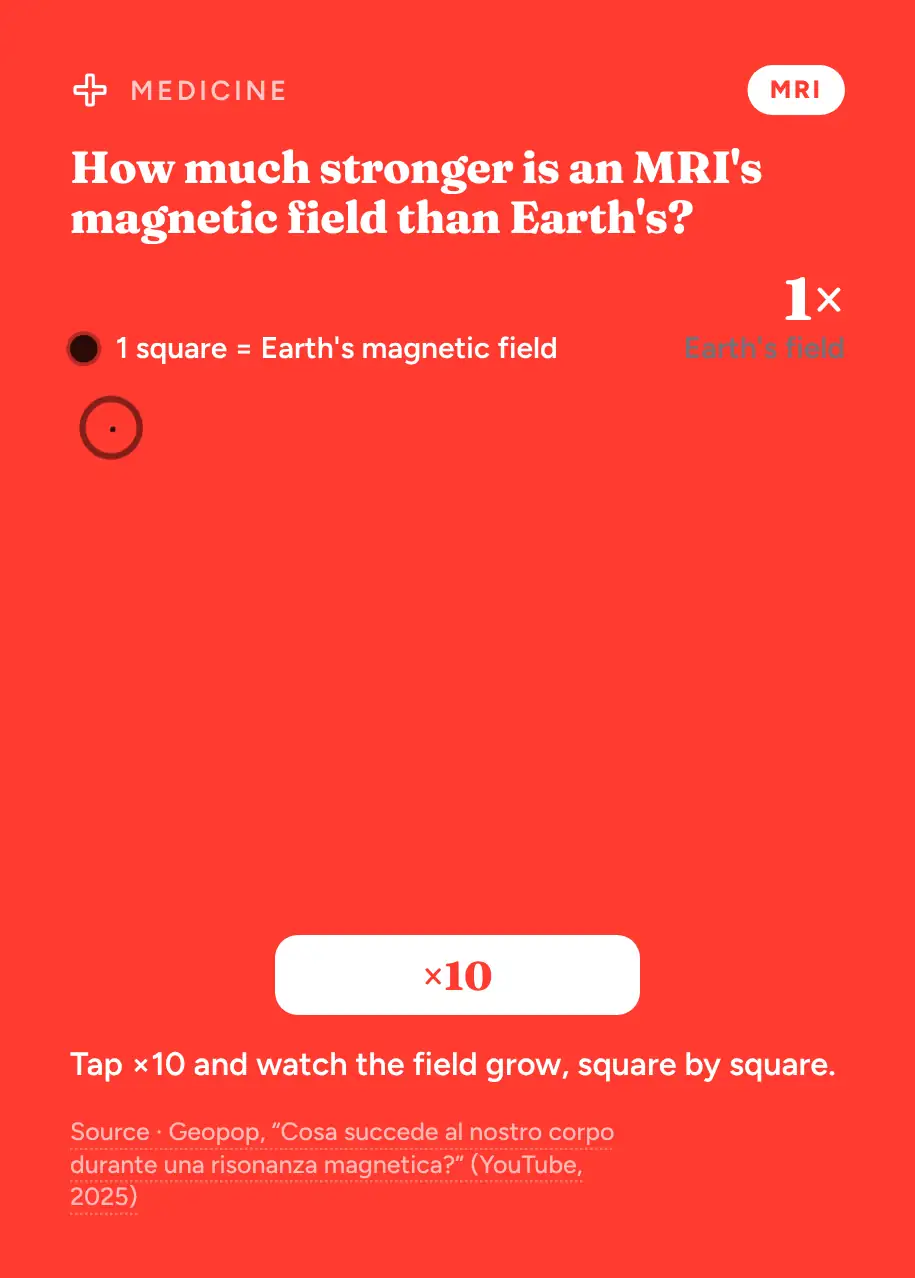 MEDICINE
MRI
How much stronger is an MRI's
magnetic field than Earth's?
1×
1 square = Earth's magnetic field
Earth's field
×10
Tap ×10 and watch the field grow, square by square.
Source · Geopop, “Cosa succede al nostro corpo
durante una risonanza magnetica?” (YouTube,
2025)